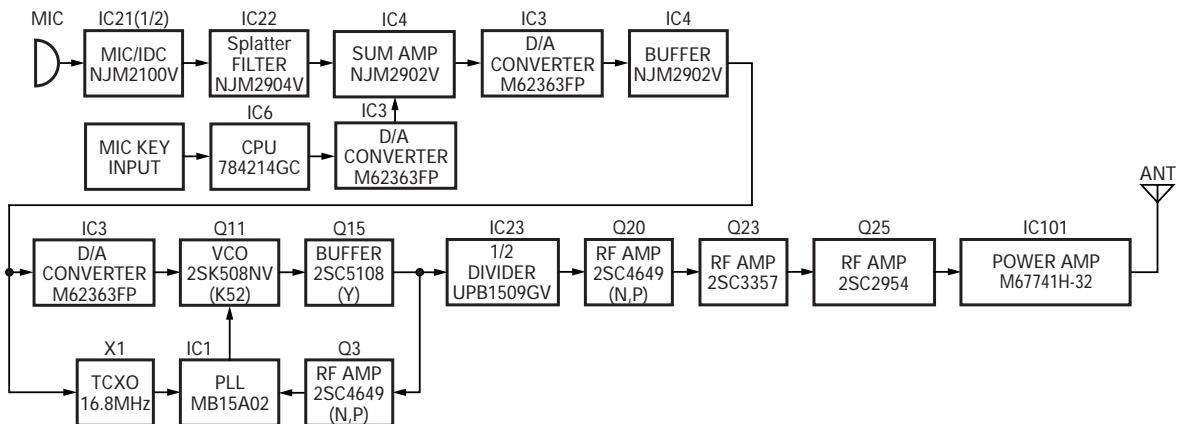 MIC
IC21(1/2)
MIC/IDC
NJM2100V
IC22
Splatter
FILTER
NJM2904V
IC4
SUM AMP
NJM2902V
IC3
D/A
CONVERTER
M62363FP
IC4
BUFFER
NJM2902V
MIC KEY
INPUT
IC6
CPU
784214GC
IC3
D/A
CONVERTER
M62363FP
ANT
IC3
D/A
CONVERTER
M62363FP
Q11
VCO
2SK508NV
(K52)
Q15
BUFFER
2SC5108
(Y)
IC23
1/2
DIVIDER
UPB1509GV
Q20
RF AMP
2SC4649
(N,P)
Q23
RF AMP
2SC3357
Q25
RF AMP
2SC2954
IC101
POWER AMP
M67741H-32
X1
TCXO
16.8MHz
IC1
PLL
MB15A02
Q3
RF AMP
2SC4649
(N,P)